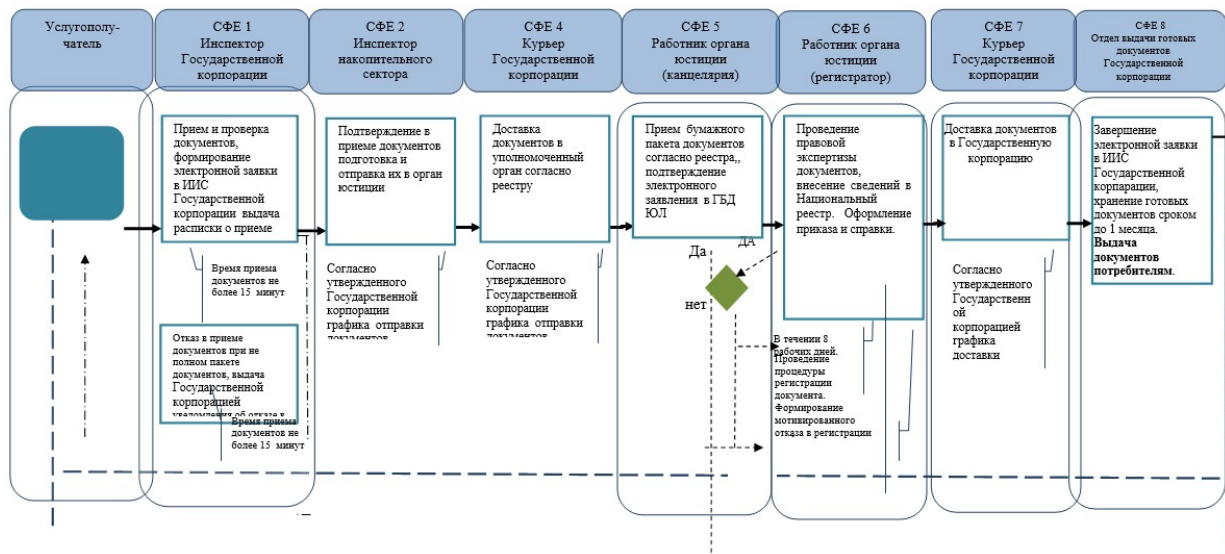 Услугополу-
чатель
СФЕ 1
Инспектор
Государственной
корпорации
СФЕ 2
Инспектор
накопительного
сектора
СФЕ 4
Курьер
Государственной
корпорации
СФЕ 5
Работник органа
юстиции
(канцелярия)
СФЕ 6
Работник органа
юстиции
(регистратор)
СФЕ 7
Курьер
Государственной
корпорации
СФЕ 8
Отдел выдачи готовых
документов
Государственной
корпорации
Прием и проверка
документов,
формирование
электронной заявки
в ИИС
Государственной
корпорации выдача
расписки о приеме
Подтверждение в
приеме документов
подготовка и
отправка их в орган
юстиции
Доставка
документов в
уполномоченный
орган согласно
реестру
Прием бумажного
пакета документов
согласно реестра,,
подтверждение
электронного
заявления в ГБД
ЮЛ
Проведение
правовой
экспертизы
документов,
внесение сведений в
Национальный
реестр. Оформление
приказа и справки.
Доставка документов
в Государственную
корпорацию
Завершение
электронной заявки
в ИИС
Государственной
корпарации,
хранение готовых
документов сроком
до 1 месяца.
Выдача
документов
потребителям.
Время приема
документов не
более 15 минут
Согласно
утвержденного
Государственной
корпорации
графика отправки
документов
Согласно
утвержденного
Государственной
корпорации
графика отправки
документов
Да
ДА
нет
Согласно
утвержденного
Государственн
ой
корпорацией
графика
доставки
Отказ в приеме
документов при не
полном пакете
документов, выдача
Государственной
корпорацией
уведомления об отказе в
Время приема
документов не
более 15 минут
В течении 8
рабочих дней.
Проведение
процедуры
регистрации
документа.
Формирование
мотивированного
отказа в регистрации